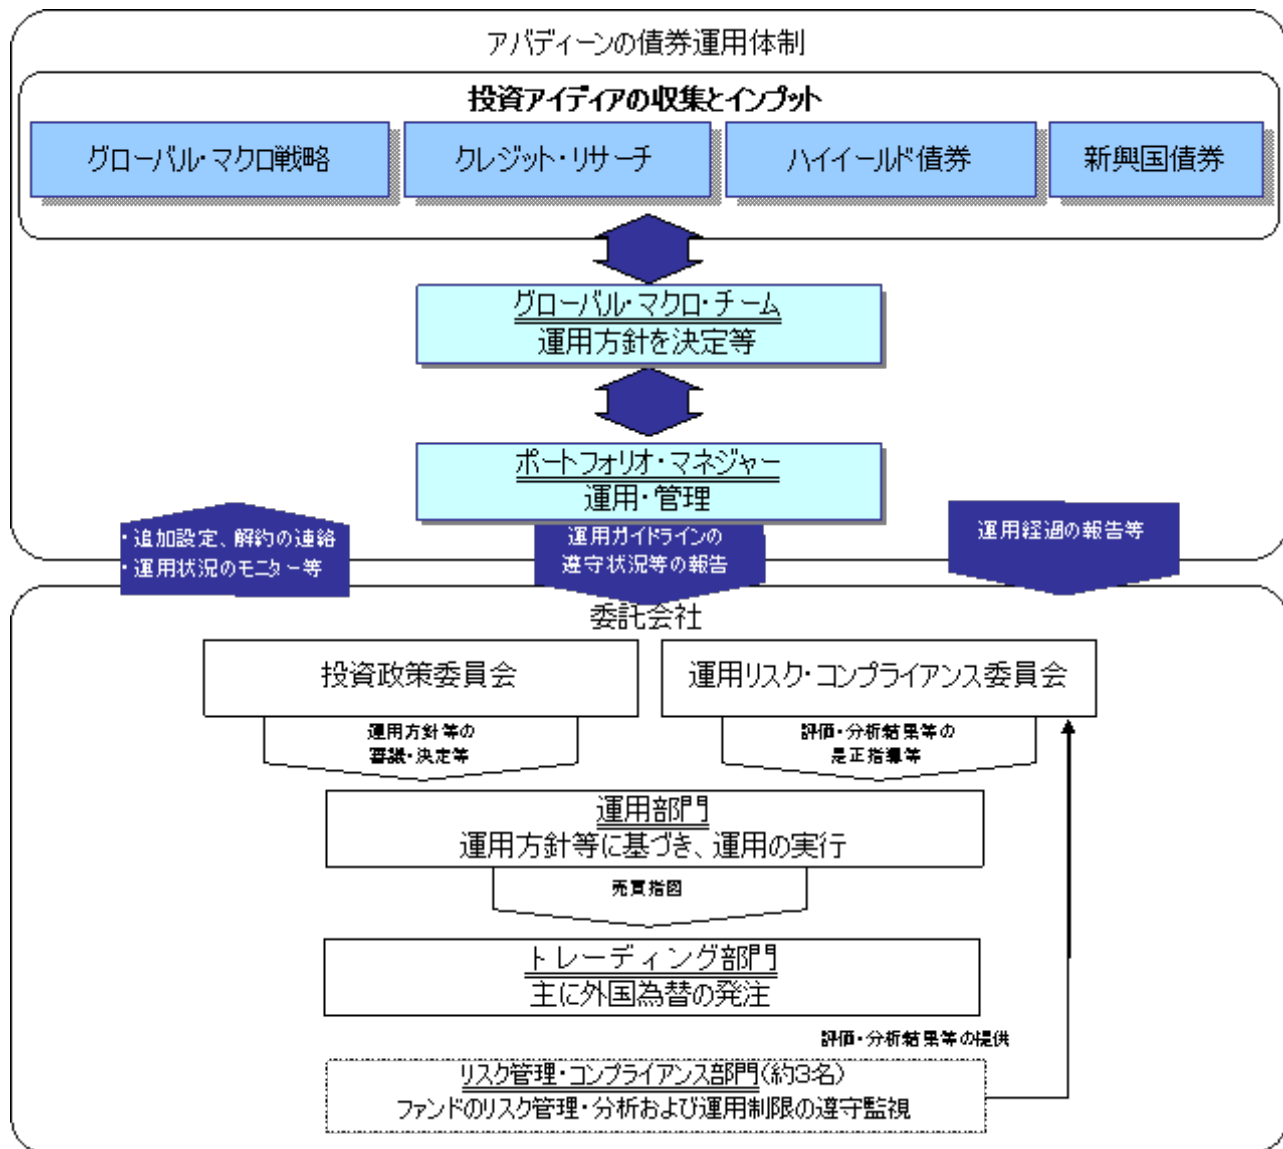 アバディーンの債券運用体制
投資アイディアの収集とインプット
グローバル・マクロ戦略
クレジット・リサーチ
ハイイールド債券
新興国債券
グローバル・マクロ・チーム
運用方針を決定等
ポートフォリオ・マネジャー
運用・管理
・追加設定、解約の連絡
・運用状況のモニター等
運用ガイドラインの
遵守状況等の報告
運用経過の報告等
委託会社
投資政策委員会
運用リスク・コンプライアンス委員会
運用方針等の
審議・決定等
評価・分析結果等の
是正指導等
運用部門
運用方針等に基づき、運用の実行
売買指図
トレーディング部門
主に外国為替の発注
評価・分析結果等の提供
リスク管理・コンプライアンス部門(約3名)
ファンドのリスク管理・分析および運用制限の遵守監視